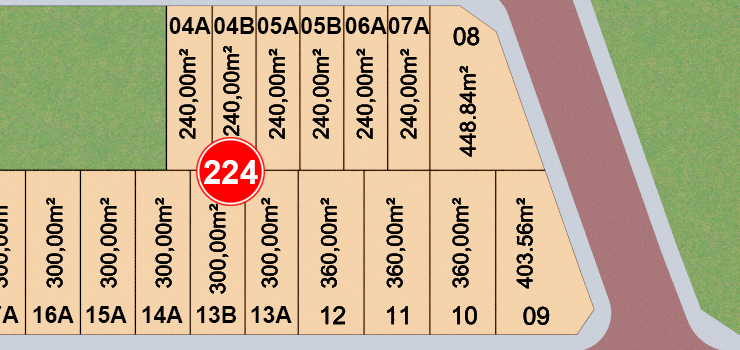 04A 04B 05A 05B 06A 07A 08
240,00m² 240,00m² 240,00m² 240,00m² 240,00m² 240,00m² 448.84m²
224
300,00m² 300,00m² 300,00m² 300,00m² 300,00m² 360,00m² 360,00m² 360,00m² 403.56m²
16A 15A 14A 13B 13A 12 11 10 09